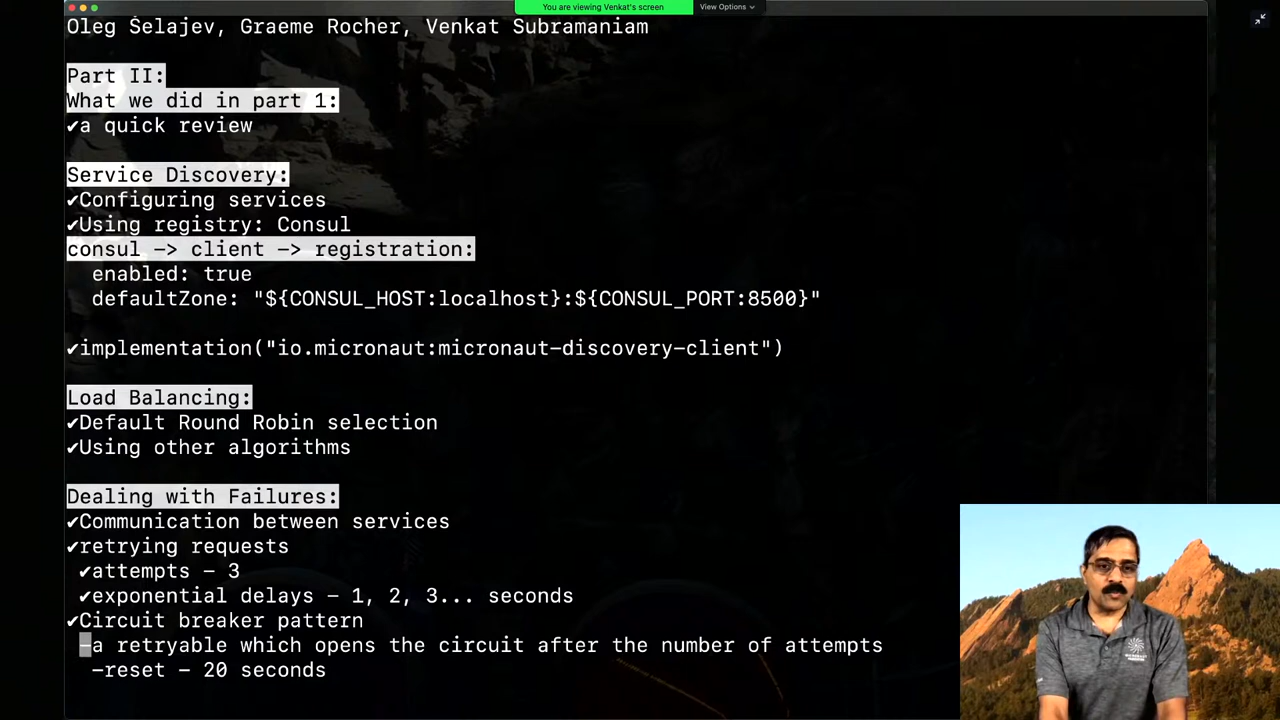 You are viewing Venkat's screen
View Options
Oleg Šelajev, Graeme Rocher, Venkat Subramaniam
Part II:
What we did in part 1:
✔a quick review
Service Discovery:
✔Configuring services
✔Using registry: Consul
consul -> client -> registration:
enabled: true
defaultZone: "${CONSUL_HOST:localhost}:${CONSUL_PORT:8500}"
✔implementation("io.micronaut:micronaut-discovery-client")
Load Balancing:
✔Default Round Robin selection
✔Using other algorithms
Dealing with Failures:
✔Communication between services
✔retrying requests
✔attempts - 3
✔exponential delays - 1, 2, 3... seconds
✔Circuit breaker pattern
-a retryable which opens the circuit after the number of attempts
-reset - 20 seconds